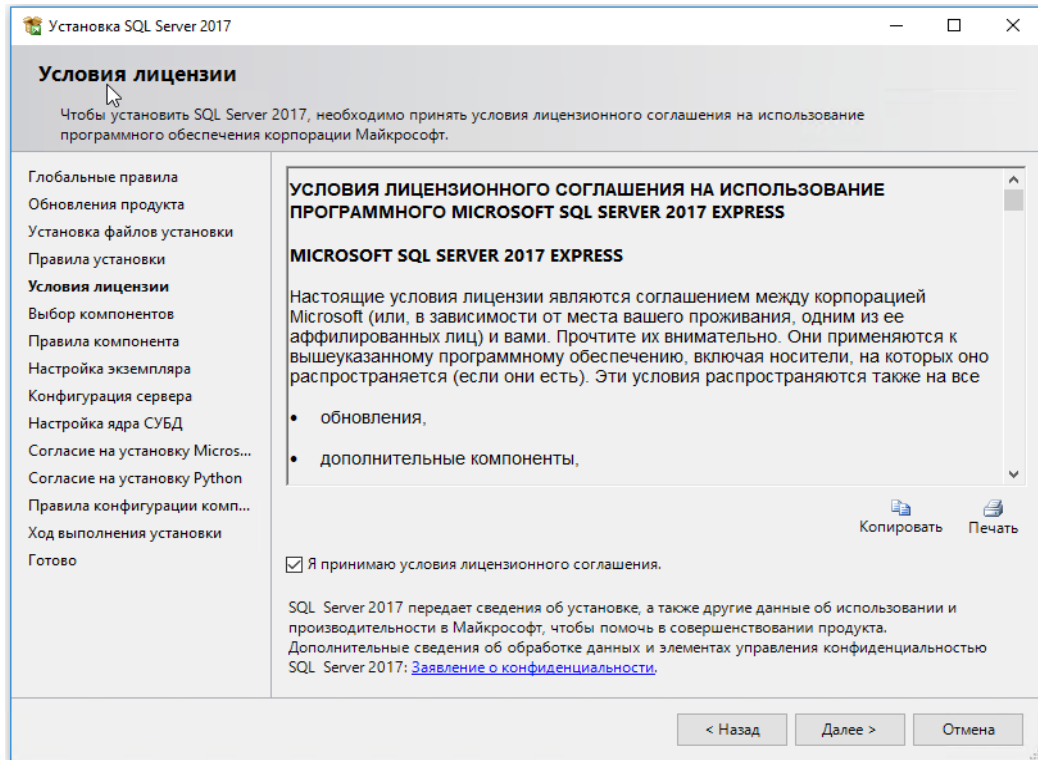 Установка SQL Server 2017
Условия лицензии
Чтобы установить SQL Server 2017, необходимо принять условия лицензионного соглашения на использование
программного обеспечения корпорации Майкрософт.
Глобальные правила
Обновления продукта
Установка файлов установки
Правила установки
Условия лицензии
Выбор компонентов
Правила компонента
Настройка экземпляра
Конфигурация сервера
Настройка ядра СУБД
Согласие на установку Micros...
Согласие на установку Python
Правила конфигурации комп...
Ход выполнения установки
Готово
УСЛОВИЯ ЛИЦЕНЗИОННОГО СОГЛАШЕНИЯ НА ИСПОЛЬЗОВАНИЕ
ПРОГРАММНОГО MICROSOFT SQL SERVER 2017 EXPRESS
MICROSOFT SQL SERVER 2017 EXPRESS
Настоящие условия лицензии являются соглашением между корпорацией
Microsoft (или, в зависимости от места вашего проживания, одним из ее
аффилированных лиц) и вами. Прочтите их внимательно. Они применяются к
вышеуказанному программному обеспечению, включая носители, на которых оно
распространяется (если они есть). Эти условия распространяются также на все
• обновления,
• дополнительные компоненты,
Копировать Печать
Я принимаю условия лицензионного соглашения.
SQL Server 2017 передает сведения об установке, а также другие данные об использовании и
производительности в Майкрософт, чтобы помочь в совершенствовании продукта.
Дополнительные сведения об обработке данных и элементах управления конфиденциальностью
SQL Server 2017: Заявление о конфиденциальности.
< Назад Далее > Отмена